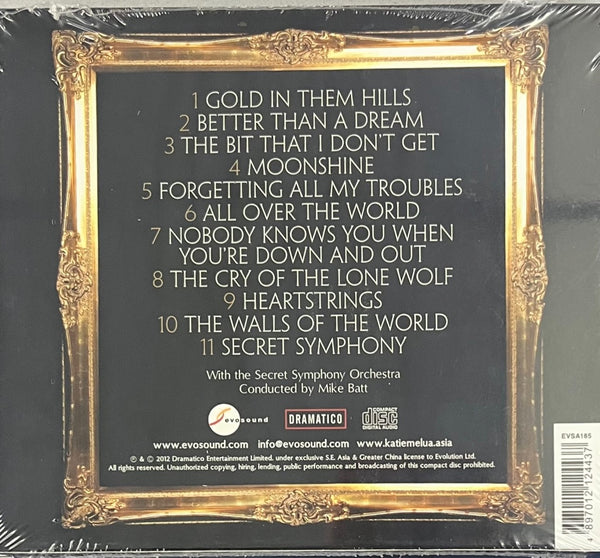 1 GOLD IN THEM HILLS
2 BETTER THAN A DREAM
3 THE BIT THAT I DON'T GET
4 MOONSHINE
5 FORGETTING ALL MY TROUBLES
6 ALL OVER THE WORLD
7 NOBODY KNOWS YOU WHEN
YOU'RE DOWN AND OUT
8 THE CRY OF THE LONE WOLF
9 HEARTSTRINGS
10 THE WALLS OF THE WORLD
11 SECRET SYMPHONY
With the Secret Symphony Orchestra
Conducted by Mike Batt
evosound
DRAMATICO
COMPACT
disc
DIGITAL AUDIO
www.evosound.com info@evosound.com www.katiemelua.asia
℗ & © 2012 Dramatico Entertainment Limited. under exclusive S.E. Asia & Greater China license to Evolution Ltd.
All rights reserved. Unauthorized copying, hiring, lending, public performance and broadcasting of this compact disc prohibited.
EVSA185
4 897012 124437